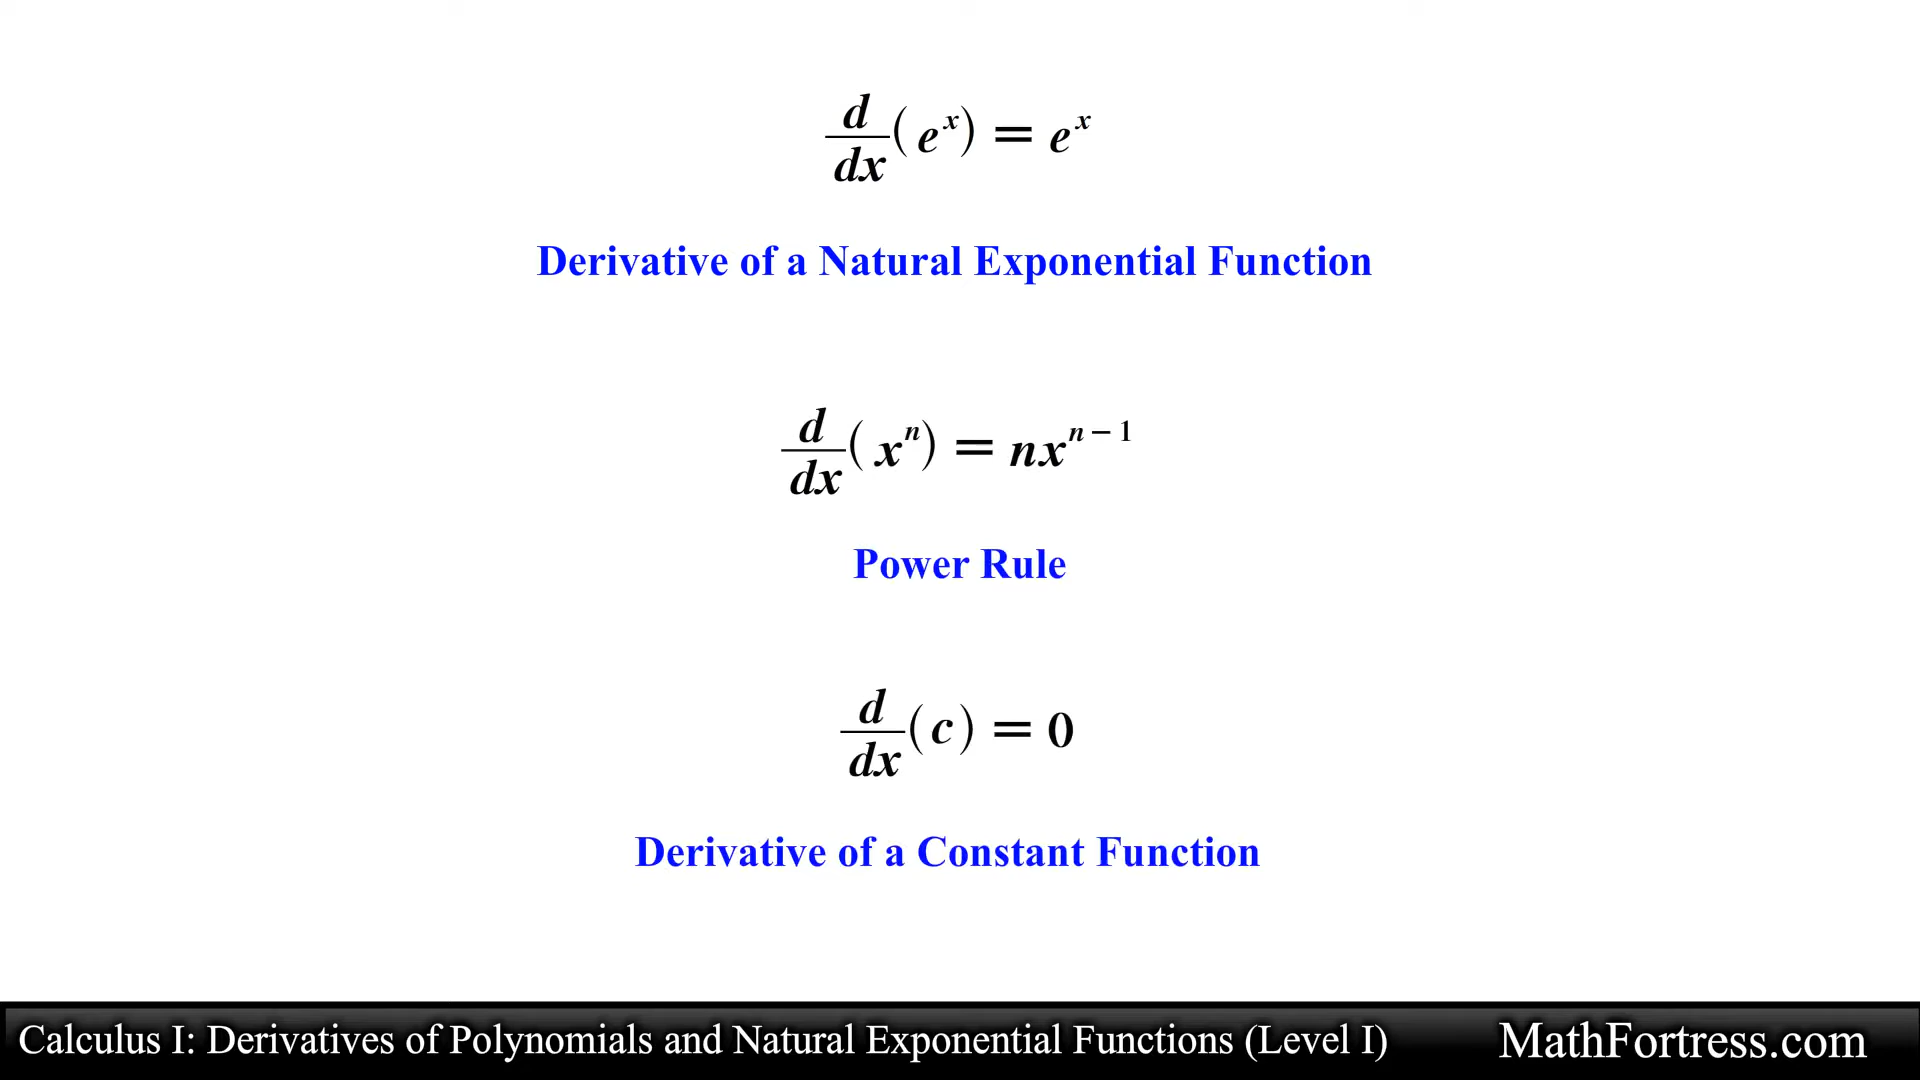 d/dx (e^x) = e^x
Derivative of a Natural Exponential Function
d/dx (x^n) = nx^{n − 1}
Power Rule
d/dx (c) = 0
Derivative of a Constant Function
Calculus I: Derivatives of Polynomials and Natural Exponential Functions (Level I)
MathFortress.com